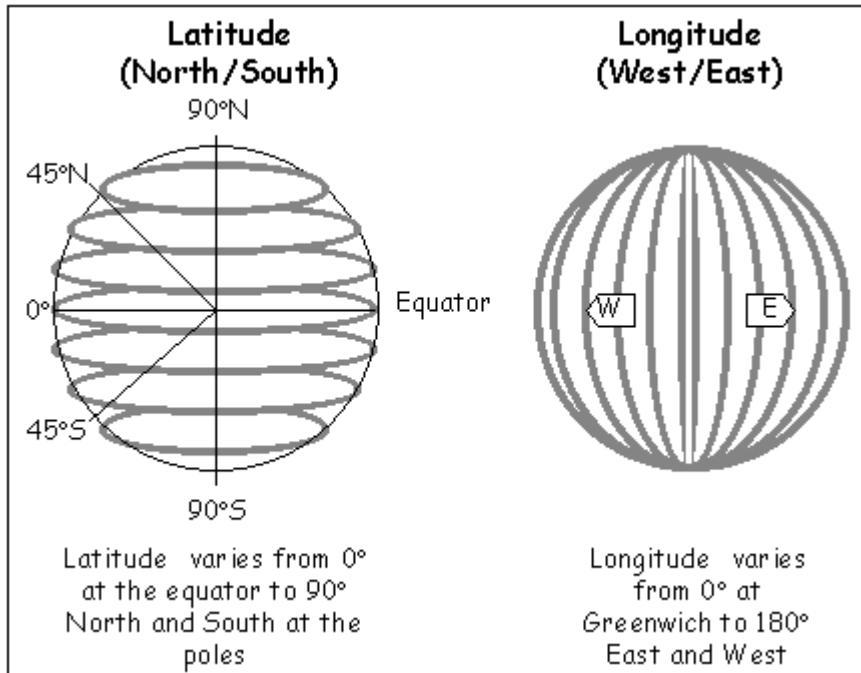 Latitude
(North/South)
90°N
45°N
0°
Equator
45°S
90°S
Latitude varies from 0°
at the equator to 90°
North and South at the
poles
Longitude
(West/East)
W
E
Longitude varies
from 0° at
Greenwich to 180°
East and West